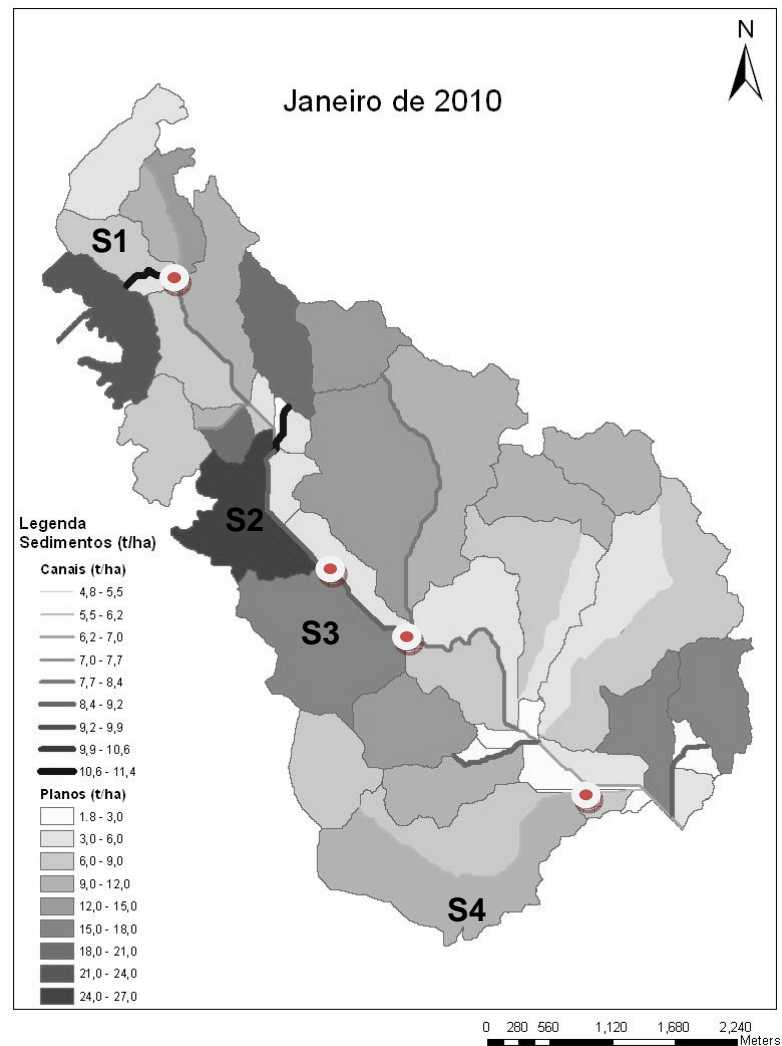 N
Janeiro de 2010
S1
S2
S3
S4
Legenda
Sedimentos (t/ha)
Canais (t/ha)
4,8 - 5,5
5,5 - 6,2
6,2 - 7,0
7,0 - 7,7
7,7 - 8,4
8,4 - 9,2
9,2 - 9,9
9,9 - 10,6
10,6 - 11,4
Planos (t/ha)
1.8 - 3,0
3,0 - 6,0
6,0 - 9,0
9,0 - 12,0
12,0 - 15,0
15,0 - 18,0
18,0 - 21,0
21,0 - 24,0
24,0 - 27,0
0 280 560 1,120 1,680 2,240
Meters